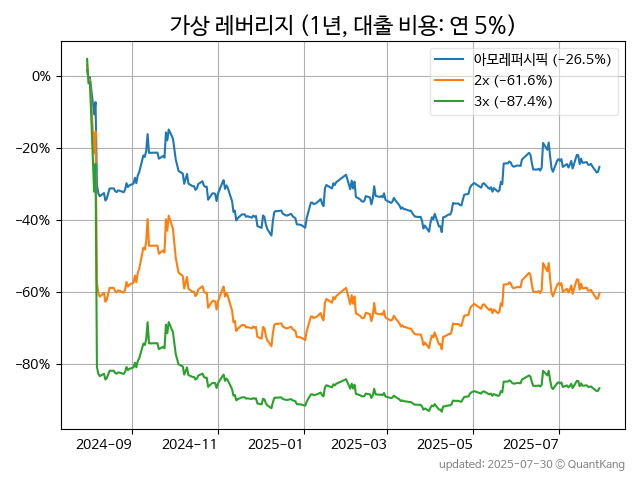 가상 레버리지 (1년, 대출 비용: 연 5%)
아모레퍼시픽 (−26.5%)
2x (−61.6%)
3x (−87.4%)
0%
−20%
−40%
−60%
−80%
2024-09 2024-11 2025-01 2025-03 2025-05 2025-07
updated: 2025-07-30 © QuantKang